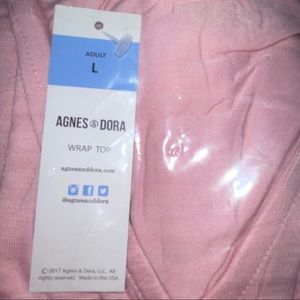 ADULT
L
AGNES & DORA
WRAP TOP
agnesanddora.com
@agnesanddora
©2017 Agnes & Dora, LLC. All
rights reserved. Made in the USA.